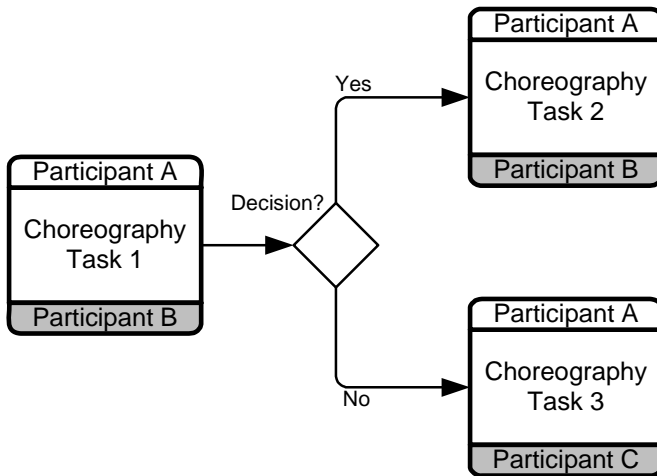 Participant A
Choreography
Task 1
Participant B
Decision?
Yes
Participant A
Choreography
Task 2
Participant B
No
Participant A
Choreography
Task 3
Participant C